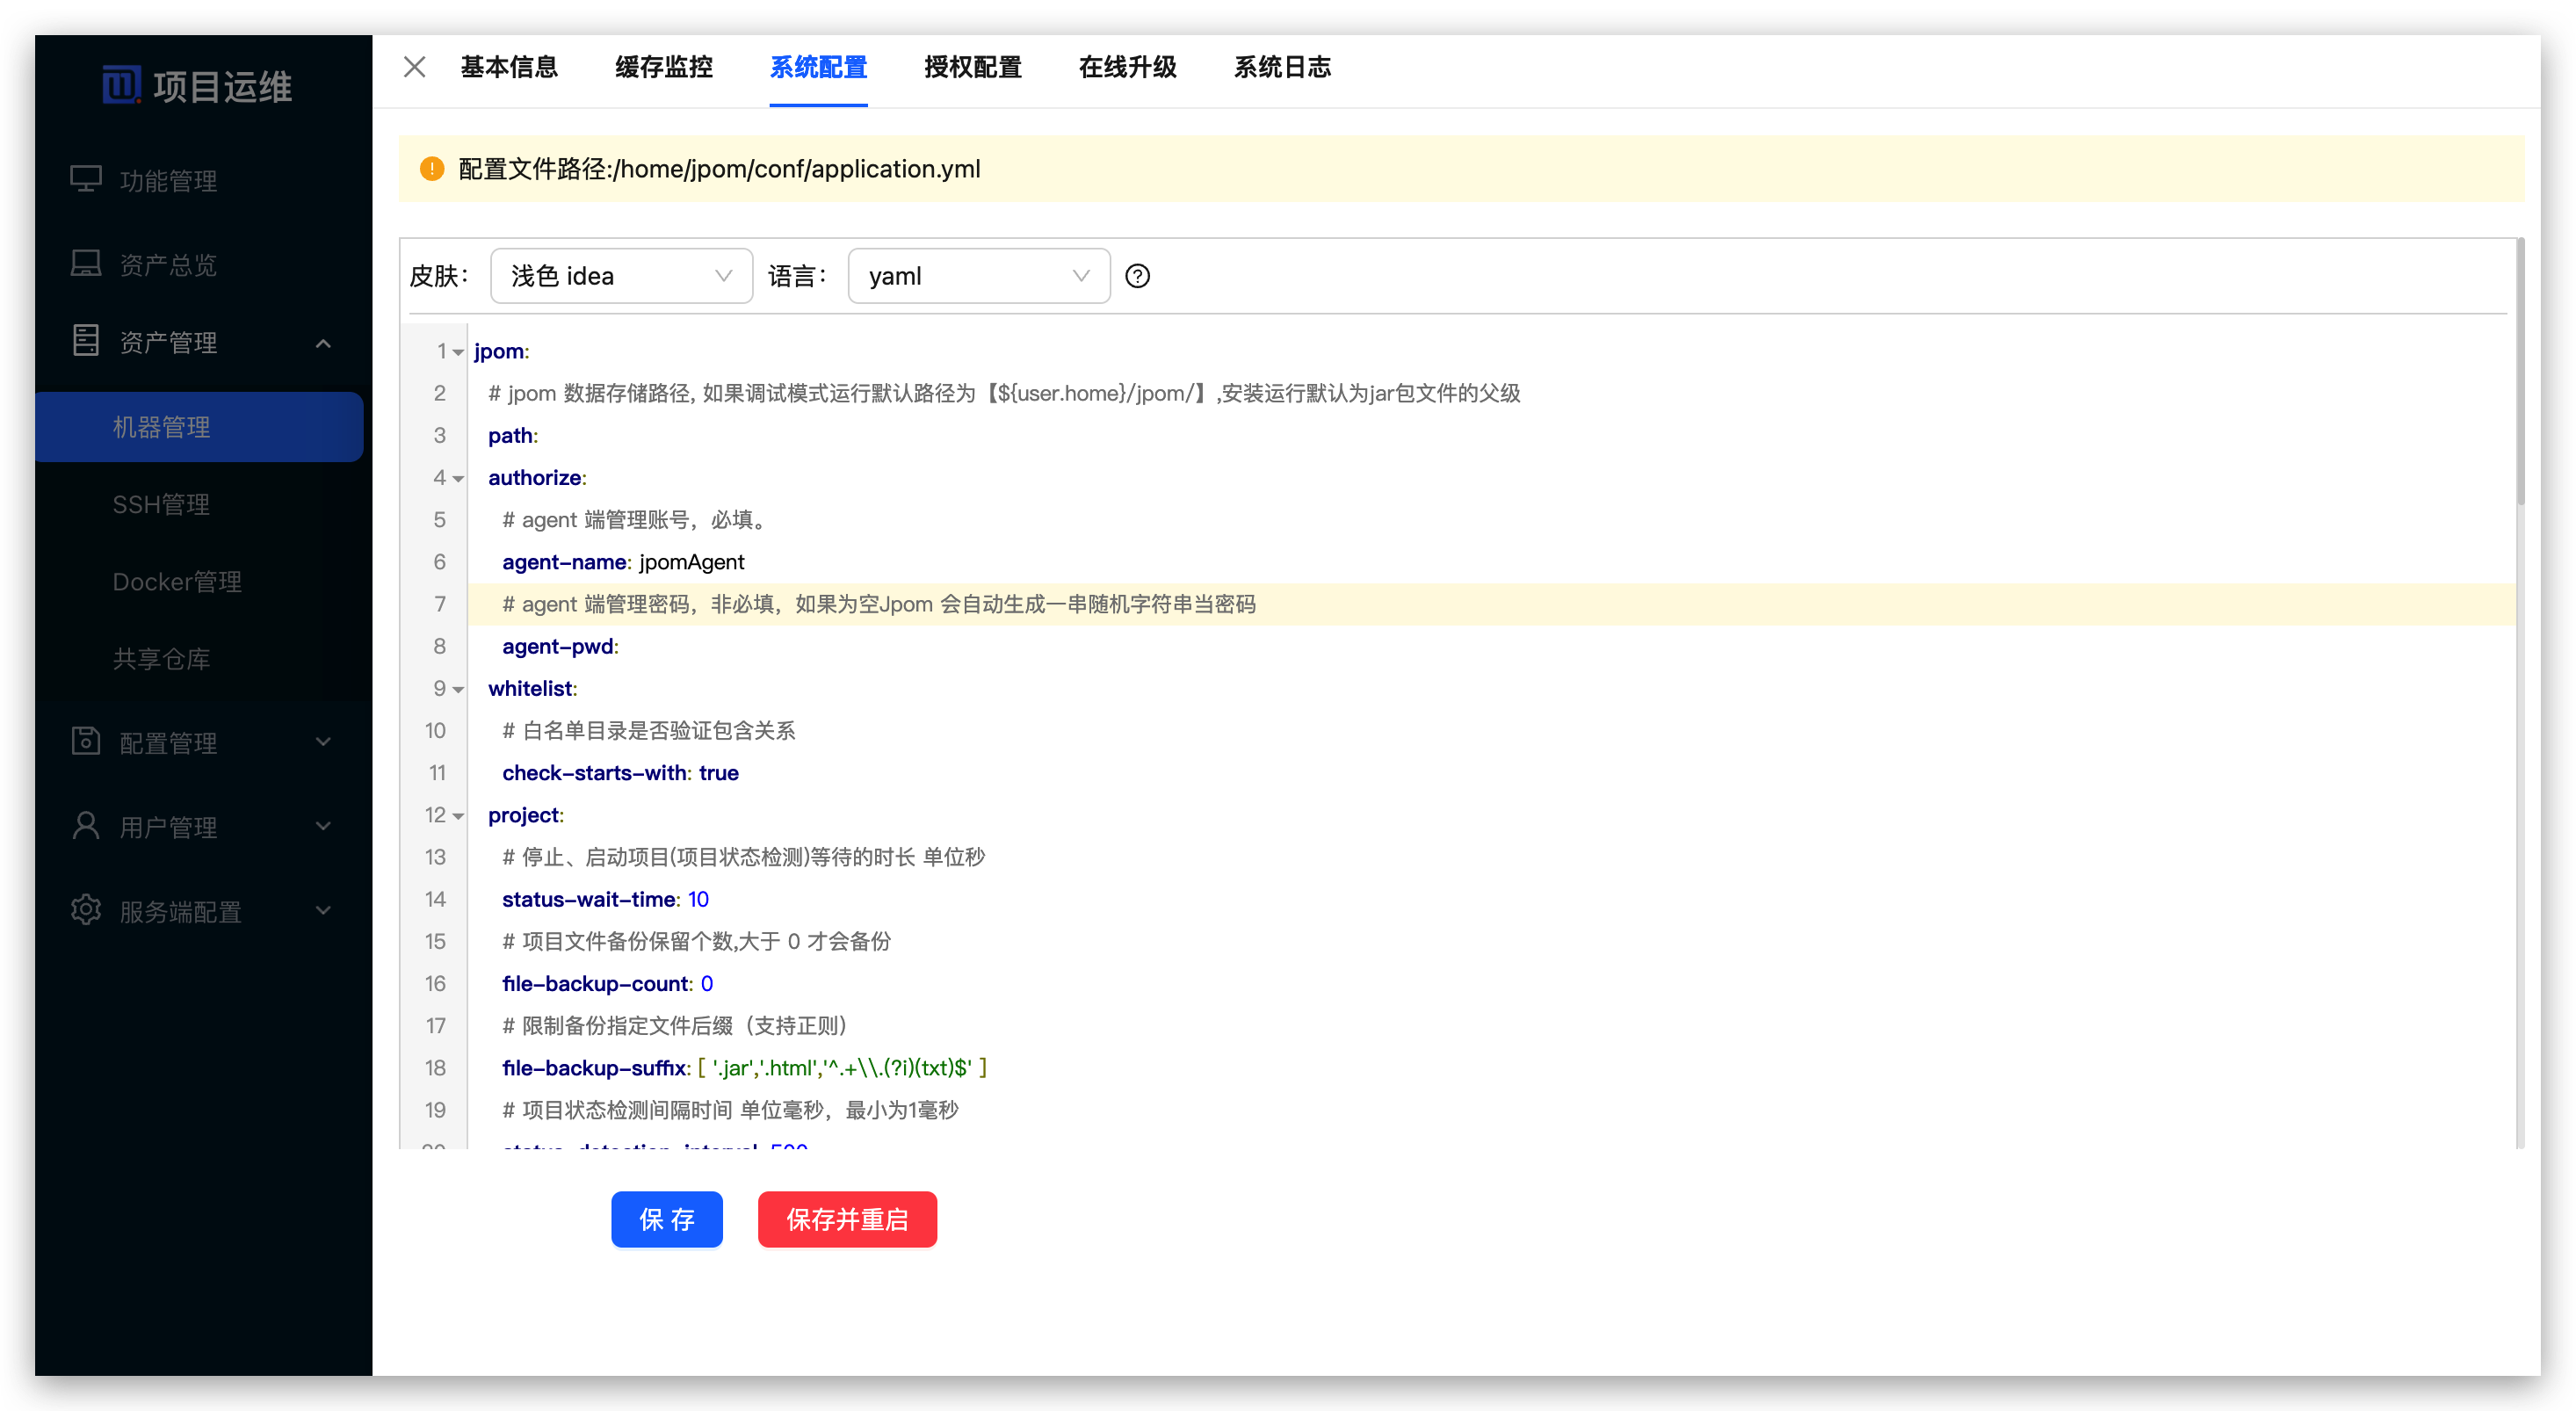 项目运维
功能管理
资产总览
资产管理
机器管理
SSH管理
Docker管理
共享仓库
配置管理
用户管理
服务端配置
基本信息 缓存监控 系统配置 授权配置 在线升级 系统日志
配置文件路径:/home/jpom/conf/application.yml
皮肤： 浅色 idea 语言： yaml
1 jpom:
2 # jpom 数据存储路径, 如果调试模式运行默认路径为【${user.home}/jpom/】,安装运行默认为jar包文件的父级
3 path:
4 authorize:
5 # agent 端管理账号，必填。
6 agent-name: jpomAgent
7 # agent 端管理密码，非必填，如果为空Jpom 会自动生成一串随机字符串当密码
8 agent-pwd:
9 whitelist:
10 # 白名单目录是否验证包含关系
11 check-starts-with: true
12 project:
13 # 停止、启动项目(项目状态检测)等待的时长 单位秒
14 status-wait-time: 10
15 # 项目文件备份保留个数,大于 0 才会备份
16 file-backup-count: 0
17 # 限制备份指定文件后缀（支持正则）
18 file-backup-suffix: [ '.jar','.html','^.+\\.(?i)(txt)$' ]
19 # 项目状态检测间隔时间 单位毫秒，最小为1毫秒
20 status-detection-interval: 500
保 存 保存并重启